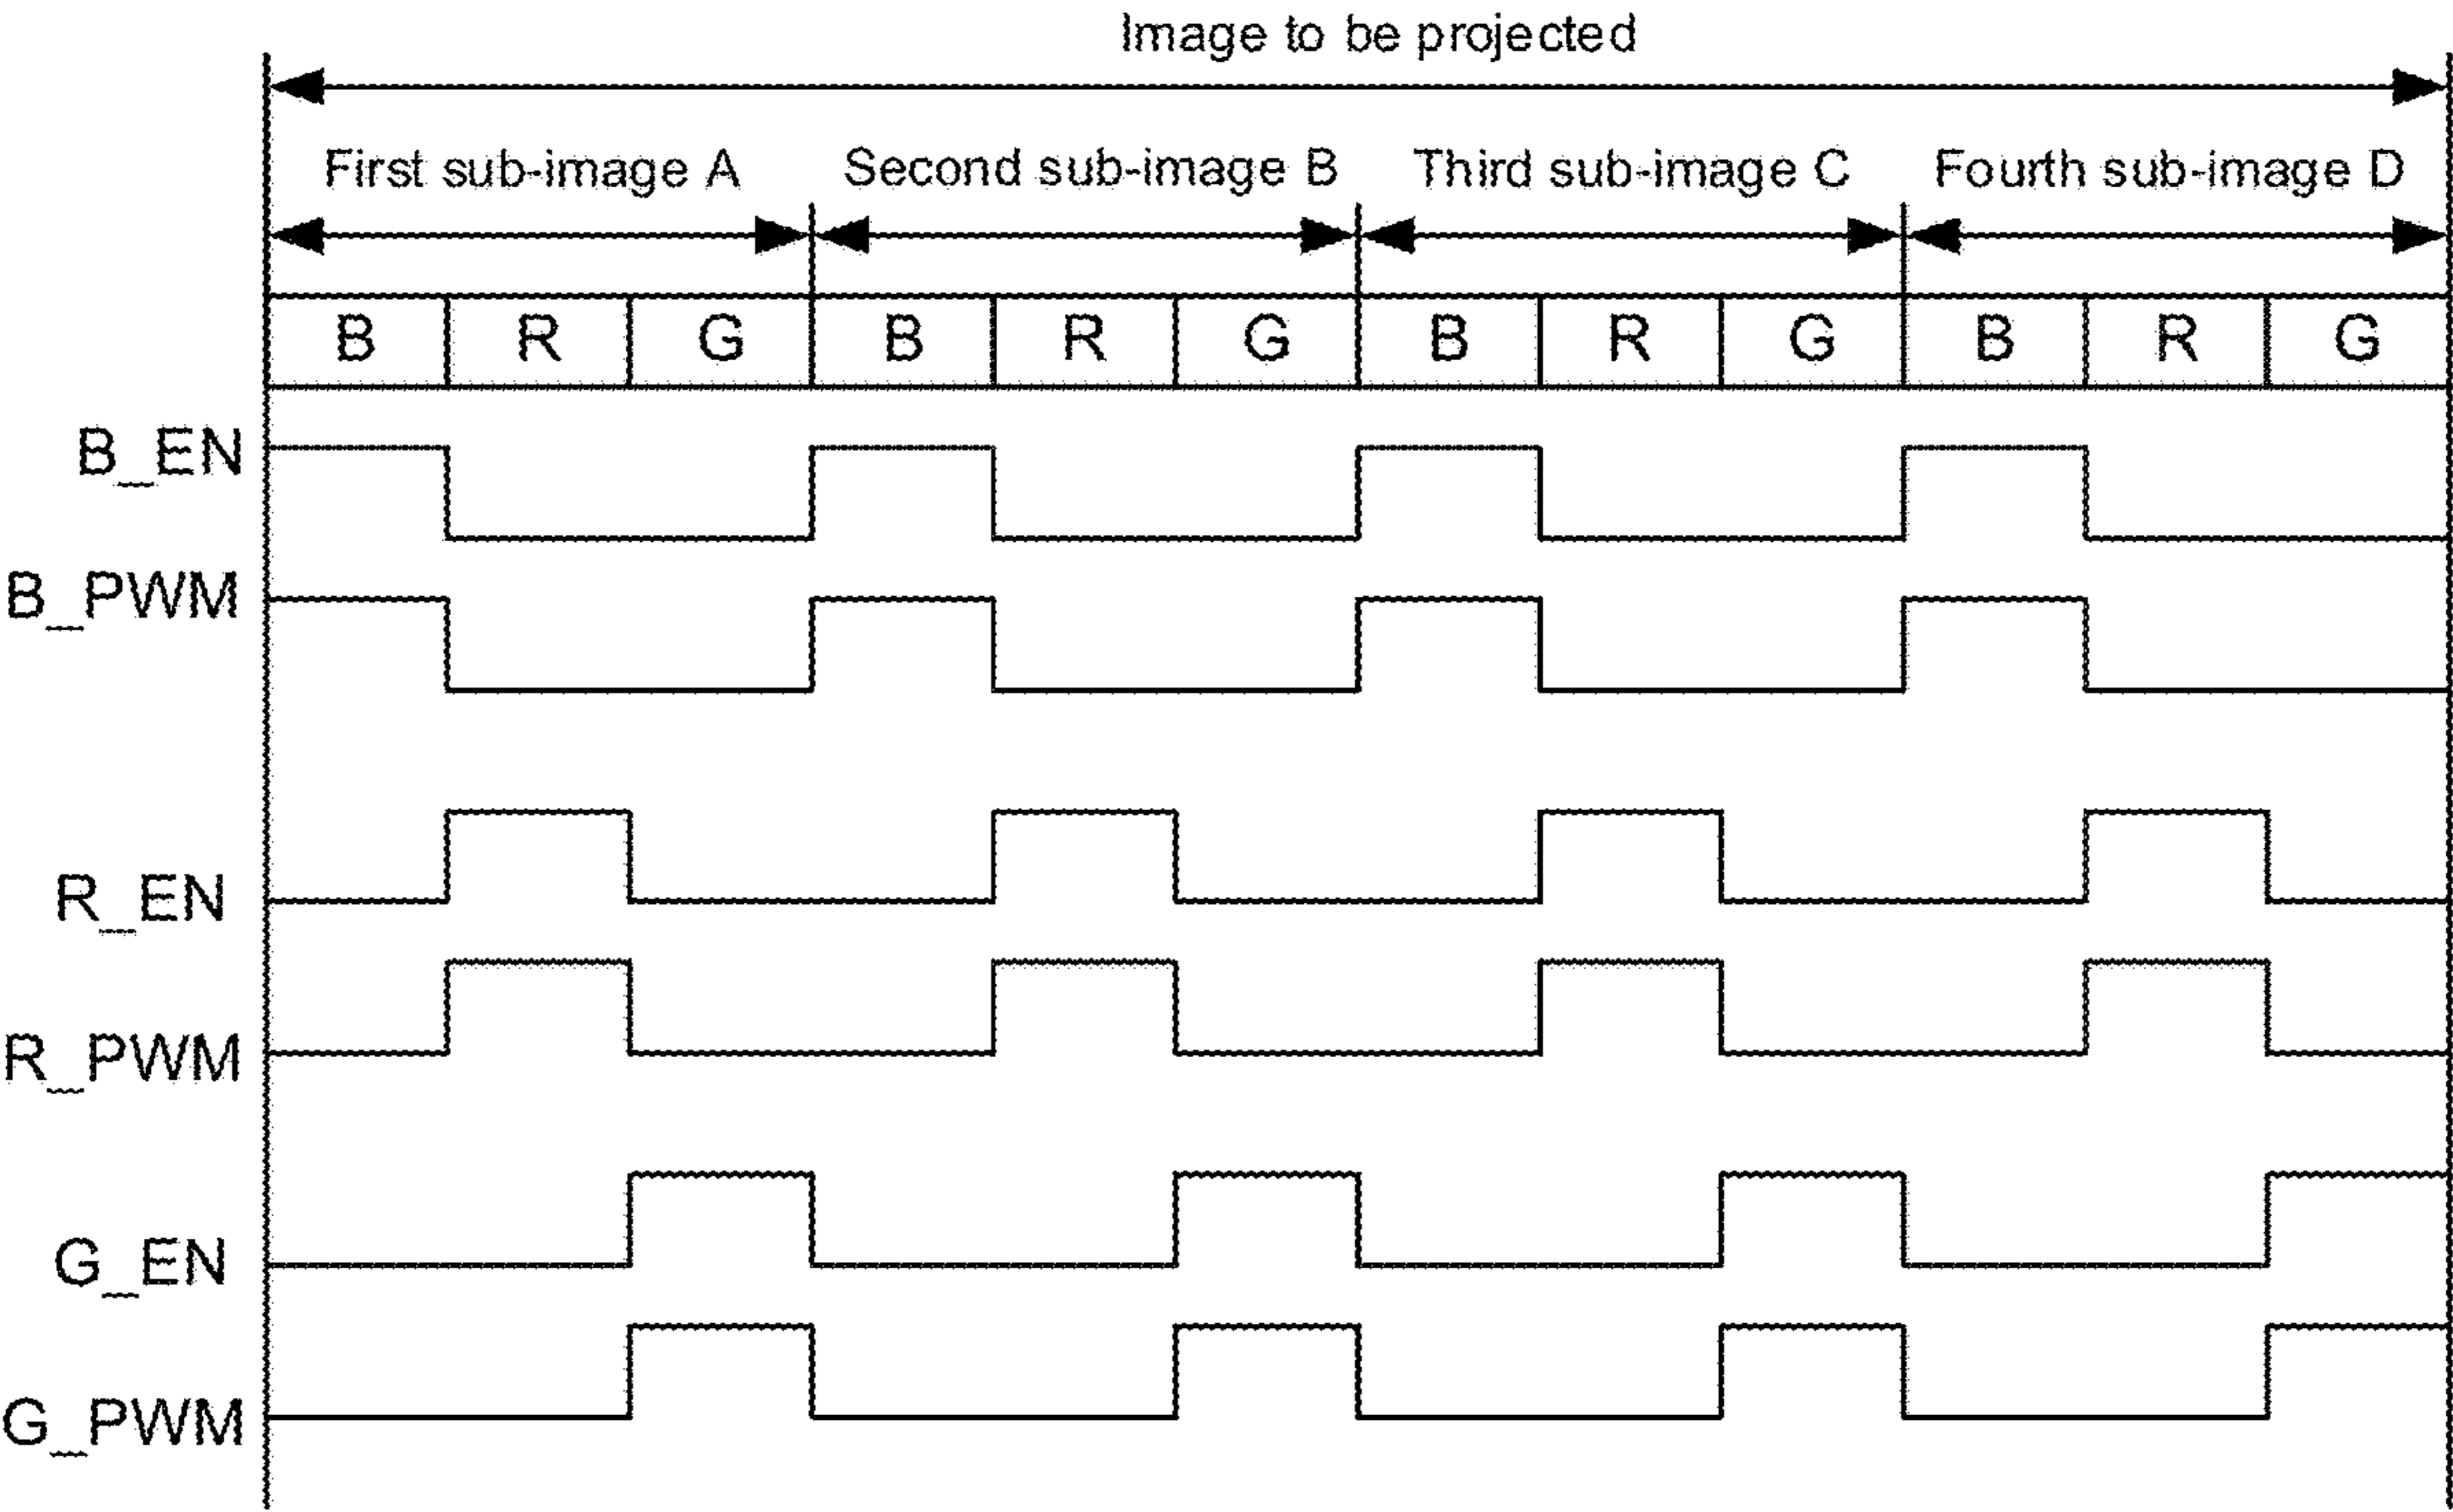 Image to be projected
First sub-image A Second sub-image B Third sub-image C Fourth sub-image D
B R G B R G B R G B R G
B_EN
B_PWM
R_EN
R_PWM
G_EN
G_PWM